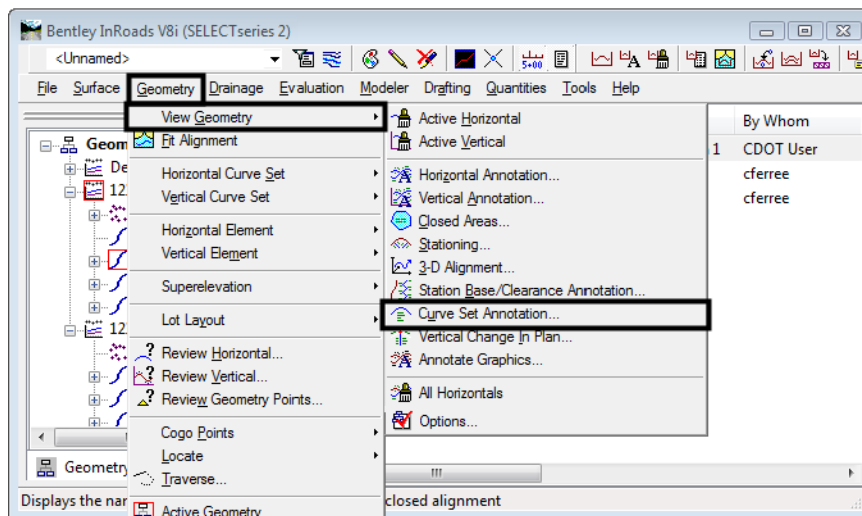 Bentley InRoads V8i (SELECTseries 2)
<Unnamed>
File Surface Geometry Drainage Evaluation Modeler Drafting Quantities Tools Help
View Geometry
Fit Alignment
Horizontal Curve Set
Vertical Curve Set
Horizontal Element
Vertical Element
Superelevation
Lot Layout
Review Horizontal...
Review Vertical...
Review Geometry Points...
Cogo Points
Locate
Traverse...
Active Geometry
Active Horizontal
Active Vertical
Horizontal Annotation...
Vertical Annotation...
Closed Areas...
Stationing...
3-D Alignment...
Station Base/Clearance Annotation...
Curve Set Annotation...
Vertical Change In Plan...
Annotate Graphics...
All Horizontals
Options...
By Whom
1 CDOT User
cferree
cferree
Geom
De
12
12
Geometry
Displays the nar closed alignment
5+00